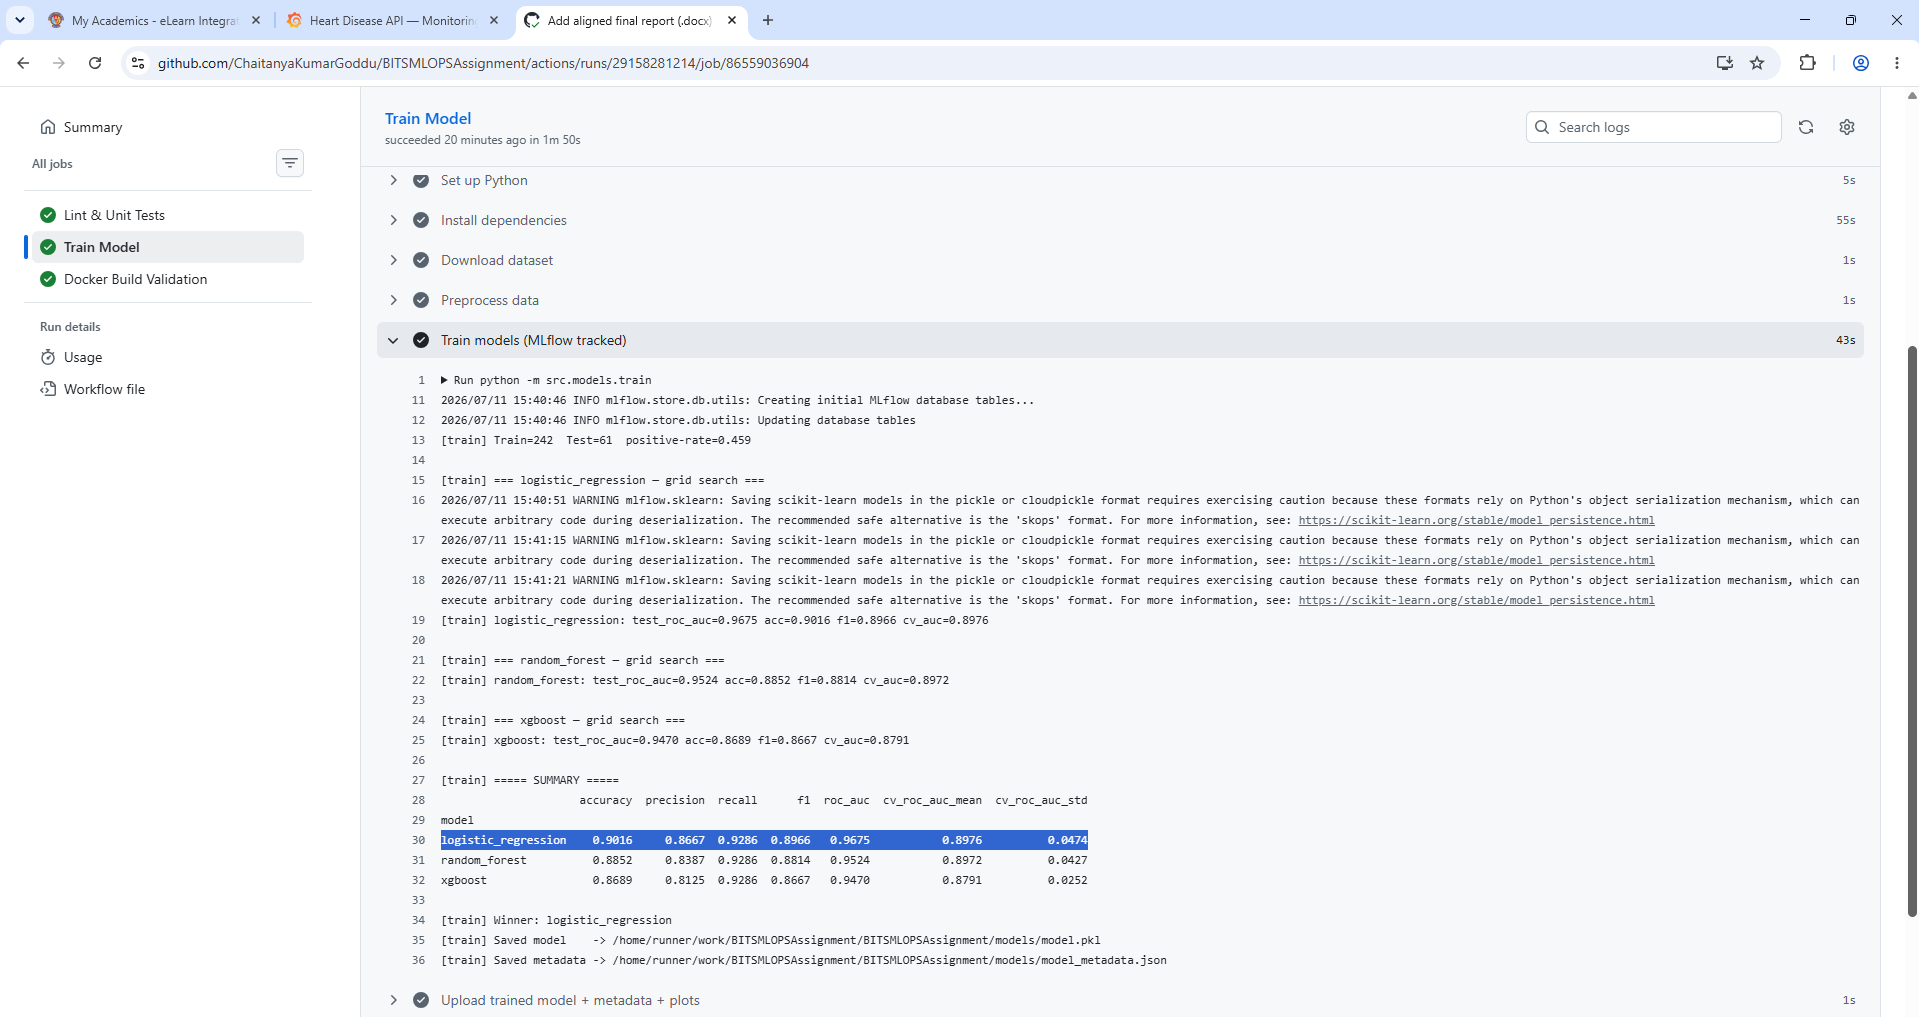 My Academics - eLearn Integra
Heart Disease API — Monitorin
Add aligned final report (.docx)
github.com/ChaitanyaKumarGoddu/BITSMLOPSAssignment/actions/runs/29158281214/job/86559036904
Summary
All jobs
Lint & Unit Tests
Train Model
Docker Build Validation
Run details
Usage
Workflow file
Train Model
succeeded 20 minutes ago in 1m 50s
Search logs
Set up Python 5s
Install dependencies 55s
Download dataset 1s
Preprocess data 1s
Train models (MLflow tracked) 43s
1 Run python -m src.models.train
11 2026/07/11 15:40:46 INFO mlflow.store.db.utils: Creating initial MLflow database tables...
12 2026/07/11 15:40:46 INFO mlflow.store.db.utils: Updating database tables
13 [train] Train=242 Test=61 positive-rate=0.459
14
15 [train] === logistic_regression — grid search ===
16 2026/07/11 15:40:51 WARNING mlflow.sklearn: Saving scikit-learn models in the pickle or cloudpickle format requires exercising caution because these formats rely on Python's object serialization mechanism, which can
execute arbitrary code during deserialization. The recommended safe alternative is the 'skops' format. For more information, see: https://scikit-learn.org/stable/model_persistence.html
17 2026/07/11 15:41:15 WARNING mlflow.sklearn: Saving scikit-learn models in the pickle or cloudpickle format requires exercising caution because these formats rely on Python's object serialization mechanism, which can
execute arbitrary code during deserialization. The recommended safe alternative is the 'skops' format. For more information, see: https://scikit-learn.org/stable/model_persistence.html
18 2026/07/11 15:41:21 WARNING mlflow.sklearn: Saving scikit-learn models in the pickle or cloudpickle format requires exercising caution because these formats rely on Python's object serialization mechanism, which can
execute arbitrary code during deserialization. The recommended safe alternative is the 'skops' format. For more information, see: https://scikit-learn.org/stable/model_persistence.html
19 [train] logistic_regression: test_roc_auc=0.9675 acc=0.9016 f1=0.8966 cv_auc=0.8976
20
21 [train] === random_forest — grid search ===
22 [train] random_forest: test_roc_auc=0.9524 acc=0.8852 f1=0.8814 cv_auc=0.8972
23
24 [train] === xgboost — grid search ===
25 [train] xgboost: test_roc_auc=0.9470 acc=0.8689 f1=0.8667 cv_auc=0.8791
26
27 [train] ===== SUMMARY =====
28 accuracy precision recall f1 roc_auc cv_roc_auc_mean cv_roc_auc_std
29 model
30 logistic_regression 0.9016 0.8667 0.9286 0.8966 0.9675 0.8976 0.0474
31 random_forest 0.8852 0.8387 0.9286 0.8814 0.9524 0.8972 0.0427
32 xgboost 0.8689 0.8125 0.9286 0.8667 0.9470 0.8791 0.0252
33
34 [train] Winner: logistic_regression
35 [train] Saved model -> /home/runner/work/BITSMLOPSAssignment/BITSMLOPSAssignment/models/model.pkl
36 [train] Saved metadata -> /home/runner/work/BITSMLOPSAssignment/BITSMLOPSAssignment/models/model_metadata.json
Upload trained model + metadata + plots 1s